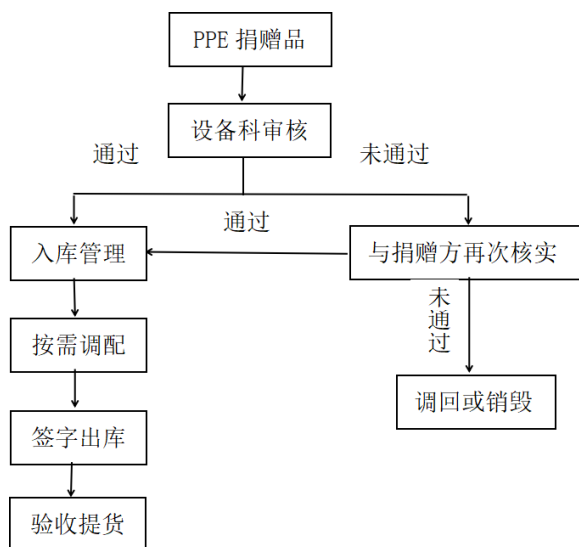 PPE 捐赠品
设备科审核
通过
未通过
通过
入库管理
与捐赠方再次核实
未通过
按需调配
调回或销毁
签字出库
验收提货